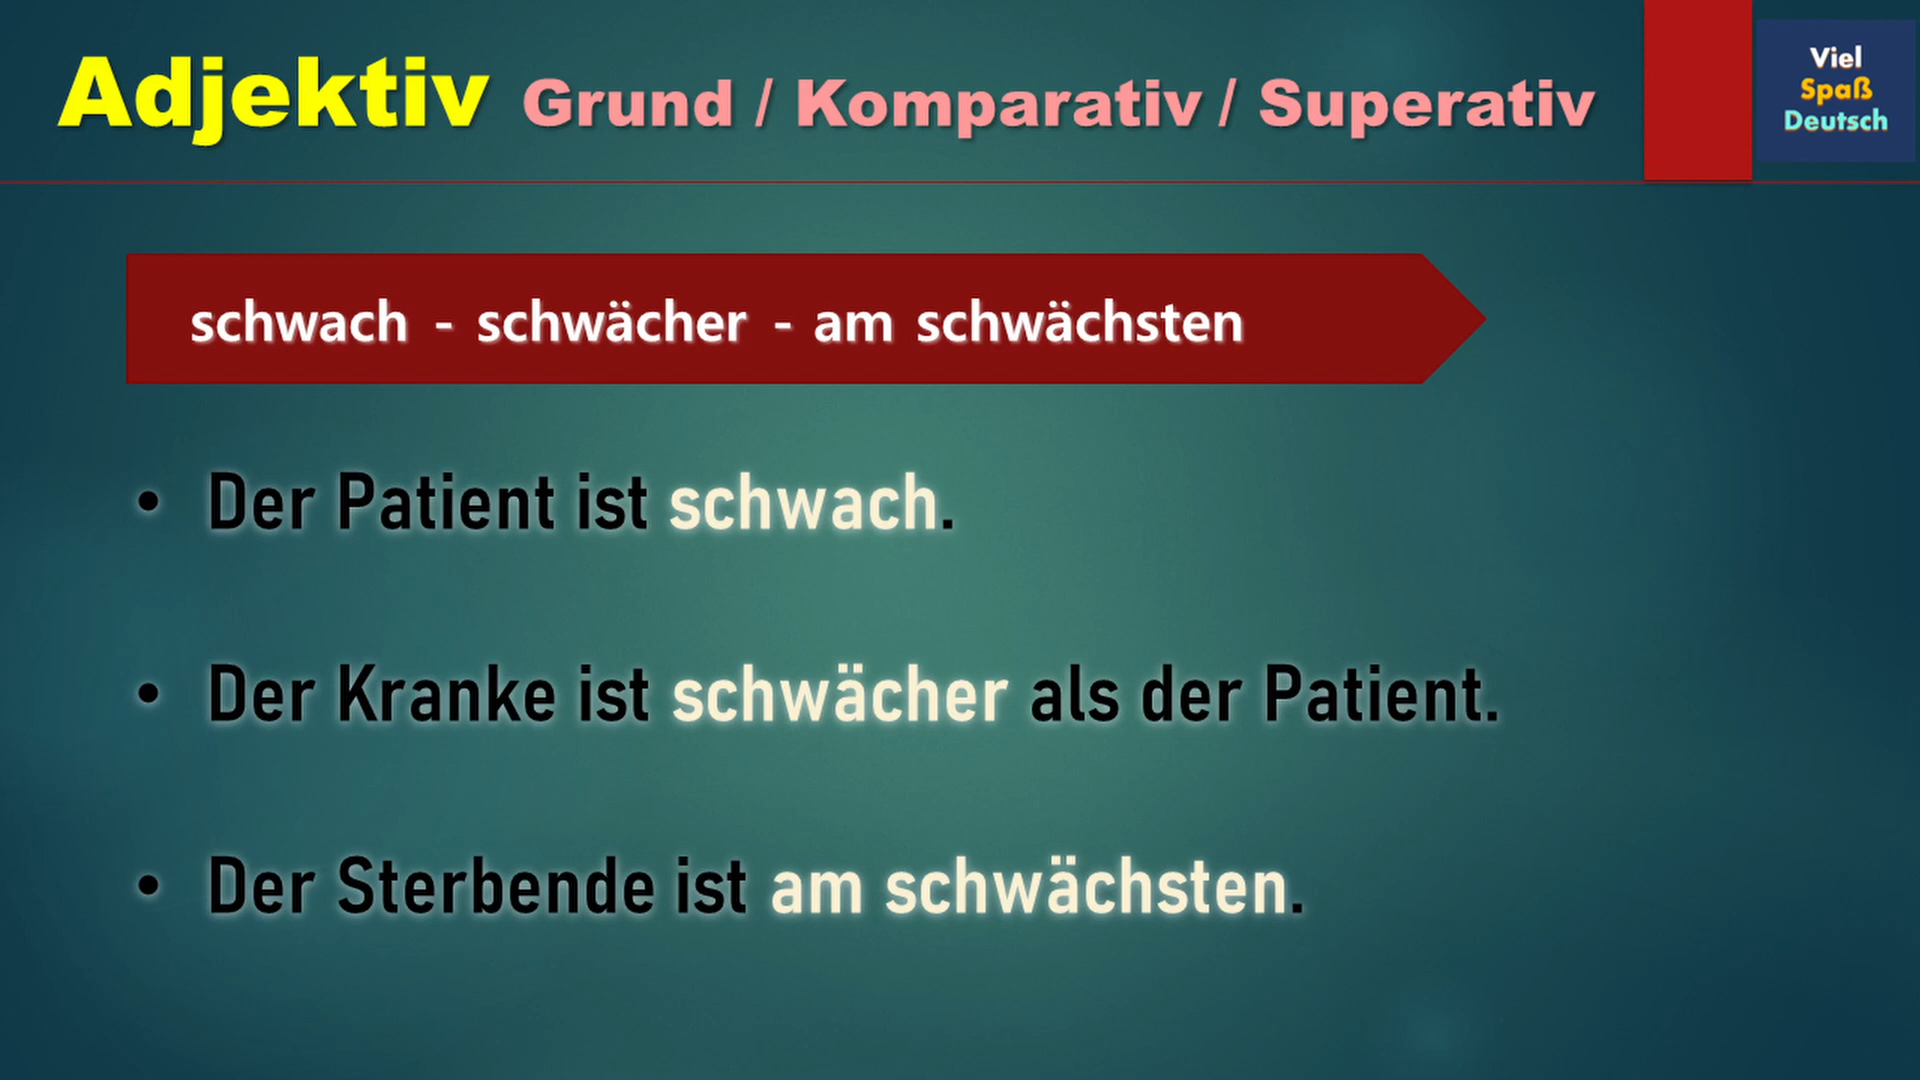 Adjektiv Grund / Komparativ / Superativ
Viel
Spaß
Deutsch
schwach - schwächer - am schwächsten
• Der Patient ist schwach.
• Der Kranke ist schwächer als der Patient.
• Der Sterbende ist am schwächsten.